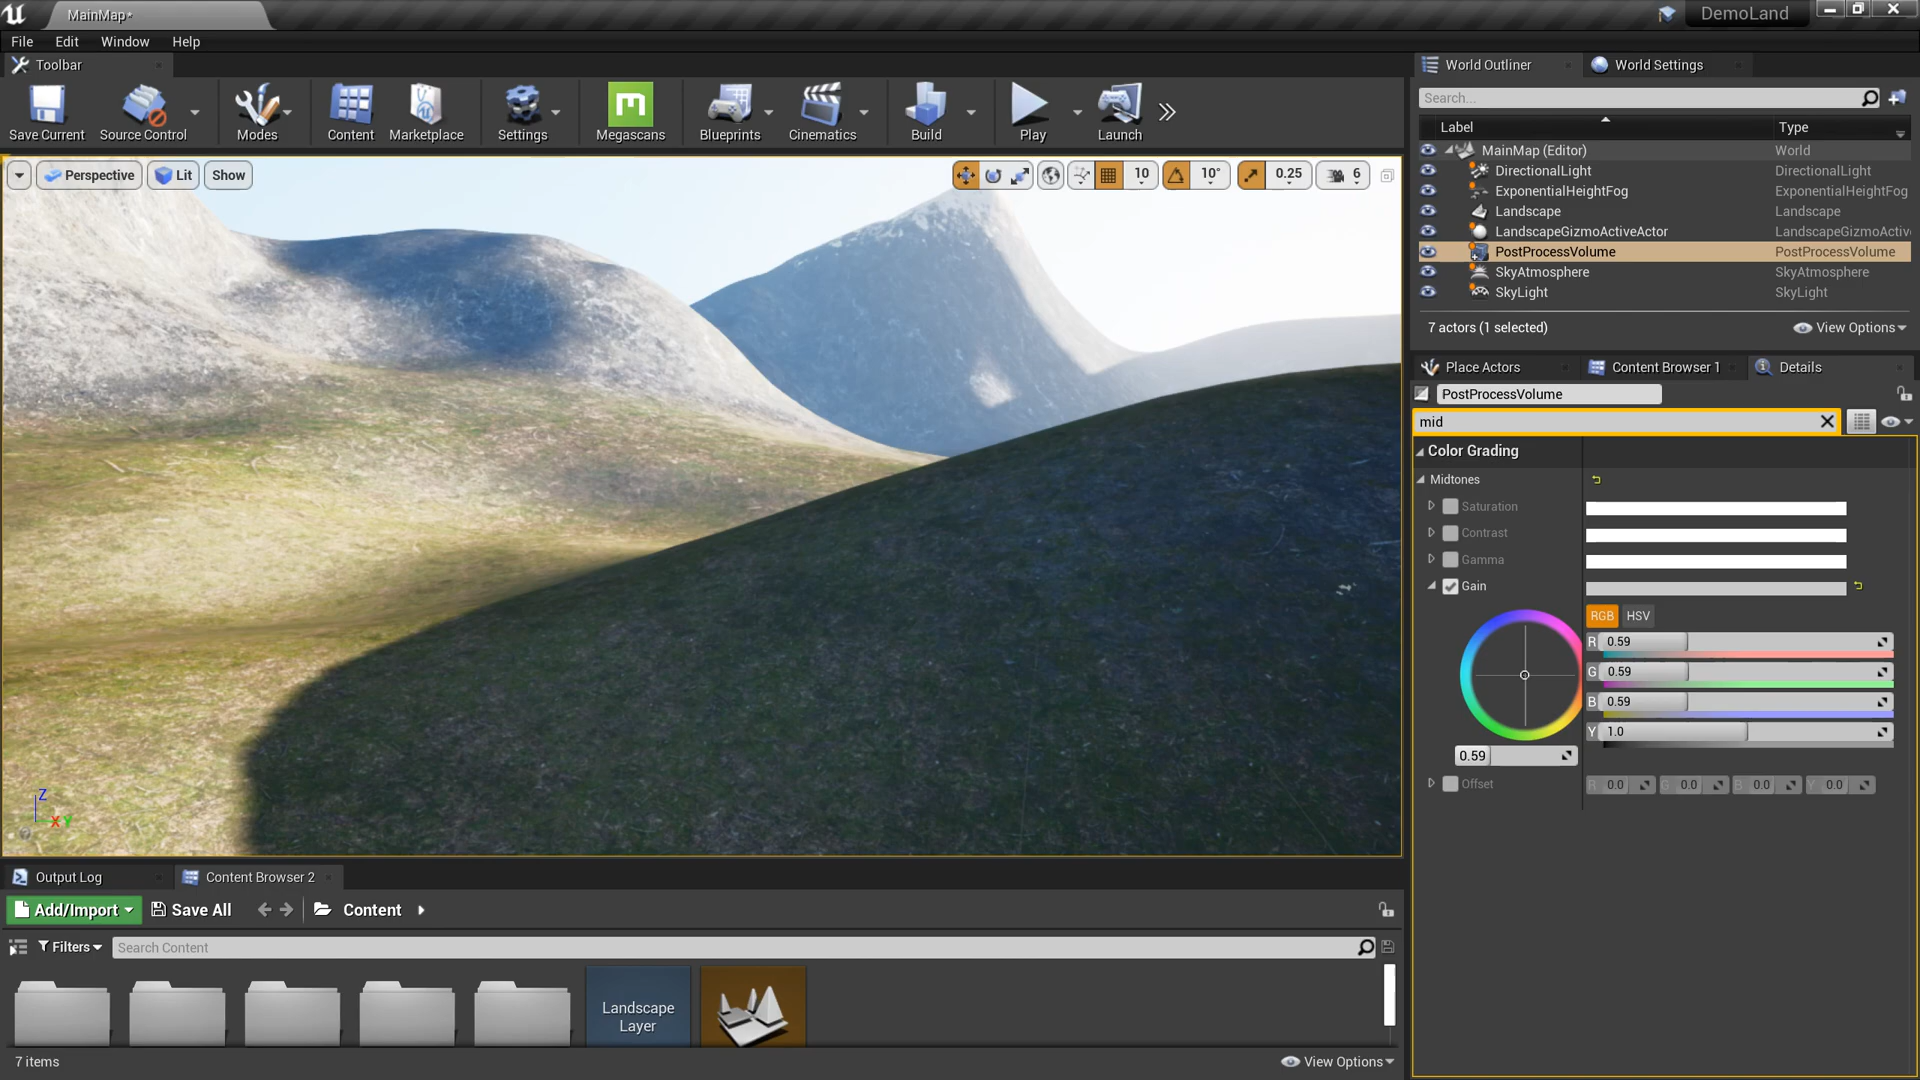 MainMap*
DemoLand
File Edit Window Help
Toolbar
World Outliner
World Settings
Save Current
Source Control
Modes
Content
Marketplace
Settings
Megascans
Blueprints
Cinematics
Build
Play
Launch
Search...
Label Type
MainMap (Editor) World
DirectionalLight DirectionalLight
ExponentialHeightFog ExponentialHeightFog
Landscape Landscape
LandscapeGizmoActiveActor LandscapeGizmoActiv
PostProcessVolume PostProcessVolume
SkyAtmosphere SkyAtmosphere
SkyLight SkyLight
7 actors (1 selected) View Options
Perspective Lit Show
10 10° 0.25 6
Place Actors
Content Browser 1
Details
PostProcessVolume
mid
Color Grading
Midtones
Saturation
Contrast
Gamma
Gain
RGB HSV
R 0.59
G 0.59
B 0.59
Y 1.0
0.59
Offset R 0.0 G 0.0 B 0.0 Y 0.0
Z
X Y
Output Log
Content Browser 2
Add/Import Save All Content
Filters Search Content
Landscape
Layer
7 items View Options